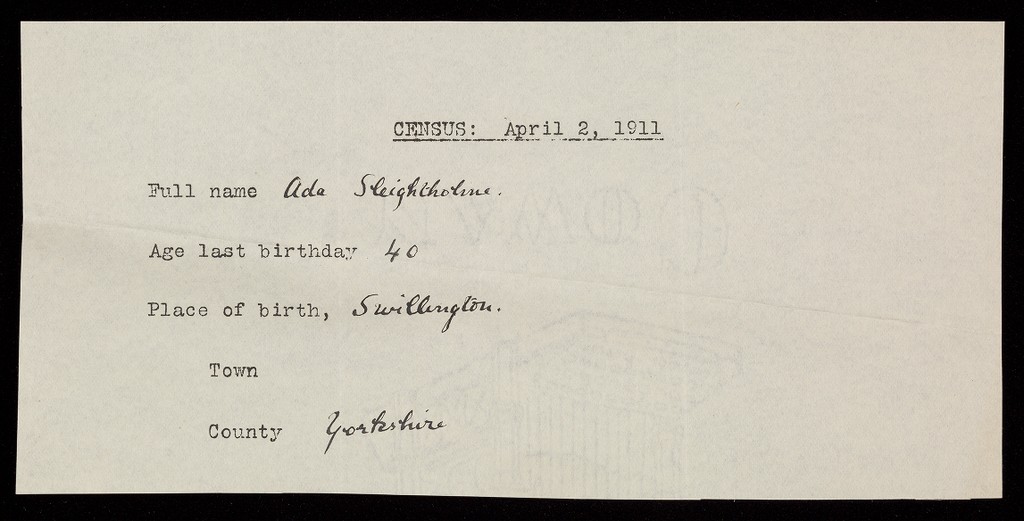 CENSUS: April 2, 1911
Full name Ada Sleightholme.
Age last birthday 40
Place of birth, Swillington.
Town
County Yorkshire